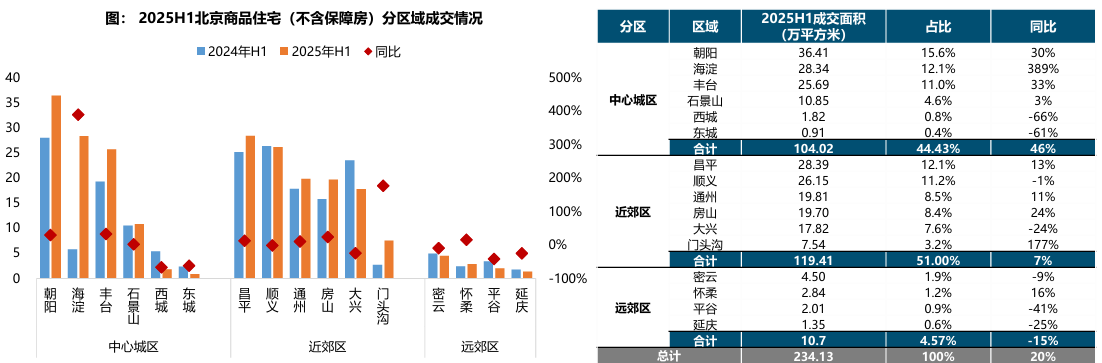 图： 2025H1北京商品住宅（不含保障房）分区域成交情况
2024年H1 2025年H1 同比
40
35
30
25
20
15
10
5
0
500%
400%
300%
200%
100%
0%
-100%
朝阳 海淀 丰台 石景山 西城 东城 昌平 顺义 通州 房山 大兴 门头沟 密云 怀柔 平谷 延庆
中心城区 近郊区 远郊区
分区 区域 2025H1成交面积（万平方米） 占比 同比
中心城区
朝阳 36.41 15.6% 30%
海淀 28.34 12.1% 389%
丰台 25.69 11.0% 33%
石景山 10.85 4.6% 3%
西城 1.82 0.8% -66%
东城 0.91 0.4% -61%
合计 104.02 44.43% 46%
近郊区
昌平 28.39 12.1% 13%
顺义 26.15 11.2% -1%
通州 19.81 8.5% 11%
房山 19.70 8.4% 24%
大兴 17.82 7.6% -24%
门头沟 7.54 3.2% 177%
合计 119.41 51.00% 7%
远郊区
密云 4.50 1.9% -9%
怀柔 2.84 1.2% 16%
平谷 2.01 0.9% -41%
延庆 1.35 0.6% -25%
合计 10.7 4.57% -15%
总计 234.13 100% 20%